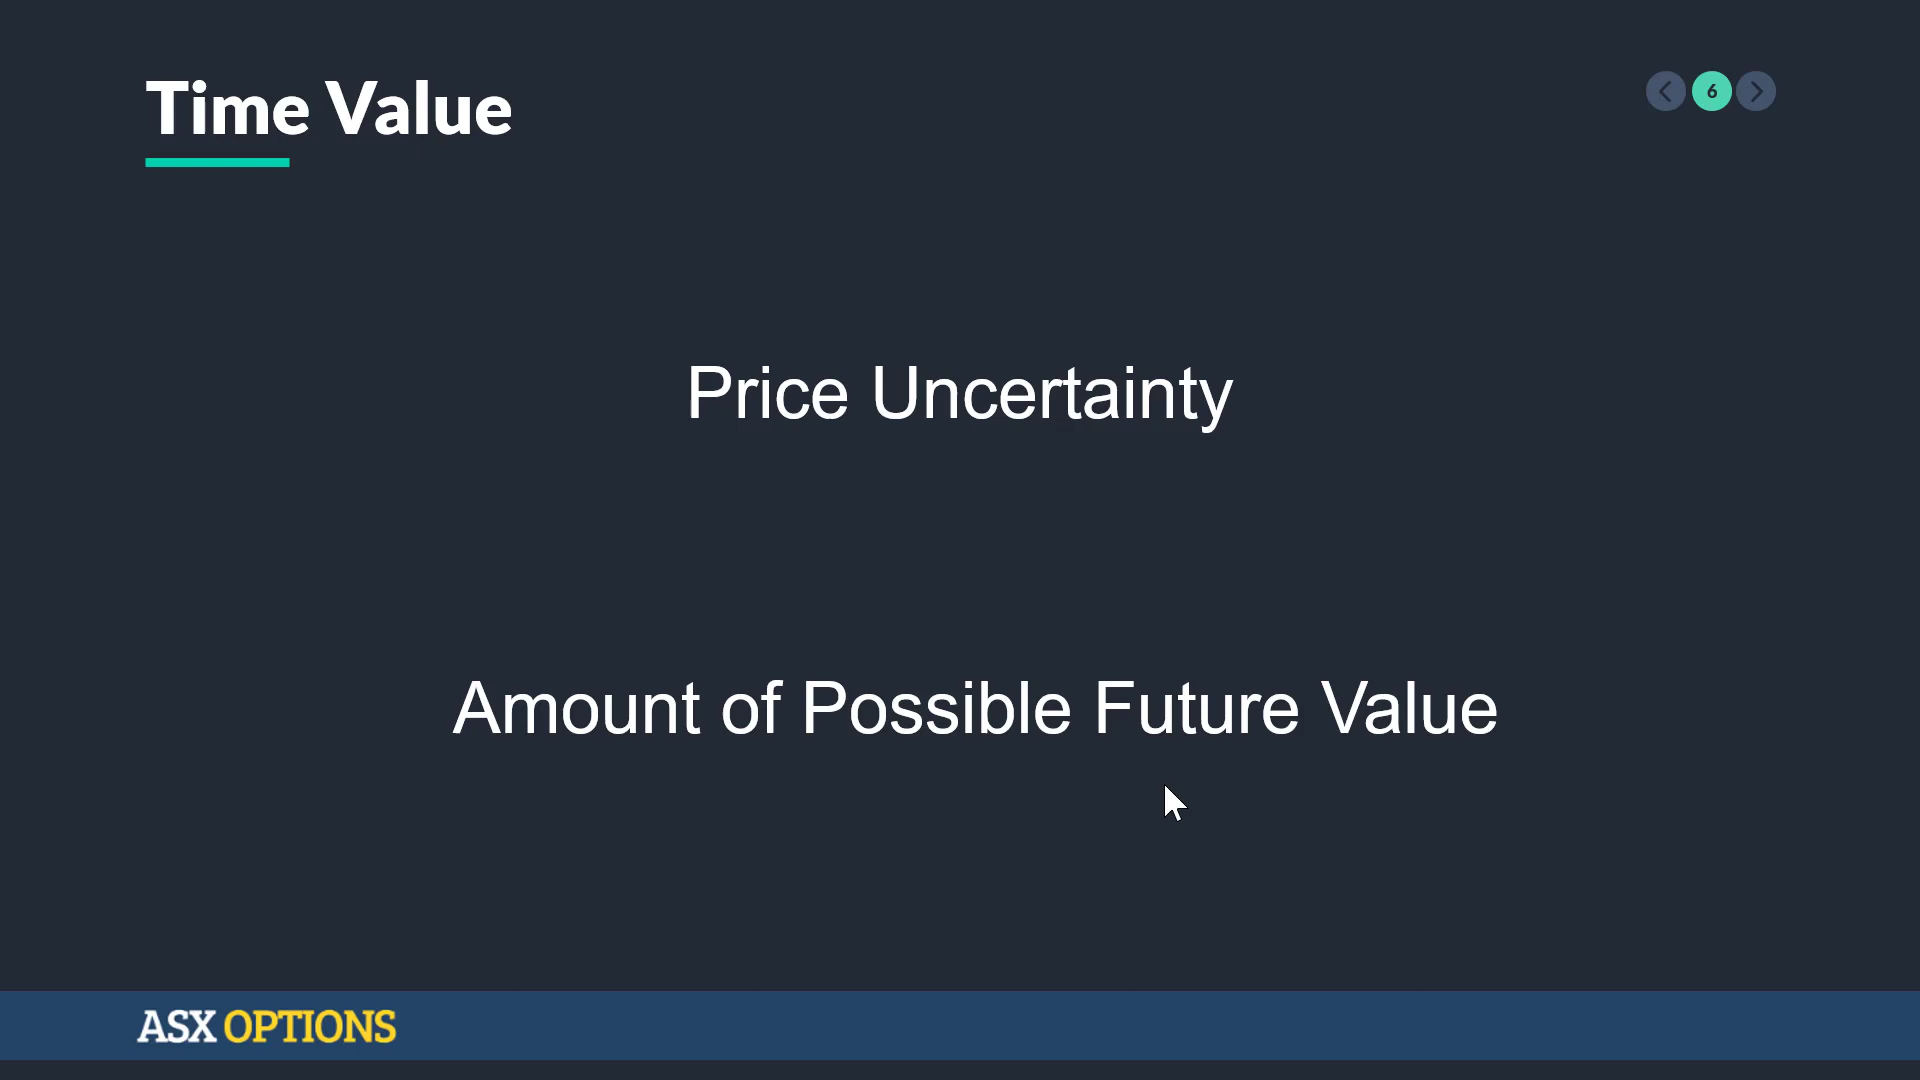 Time Value
6
Price Uncertainty
Amount of Possible Future Value
ASX OPTIONS